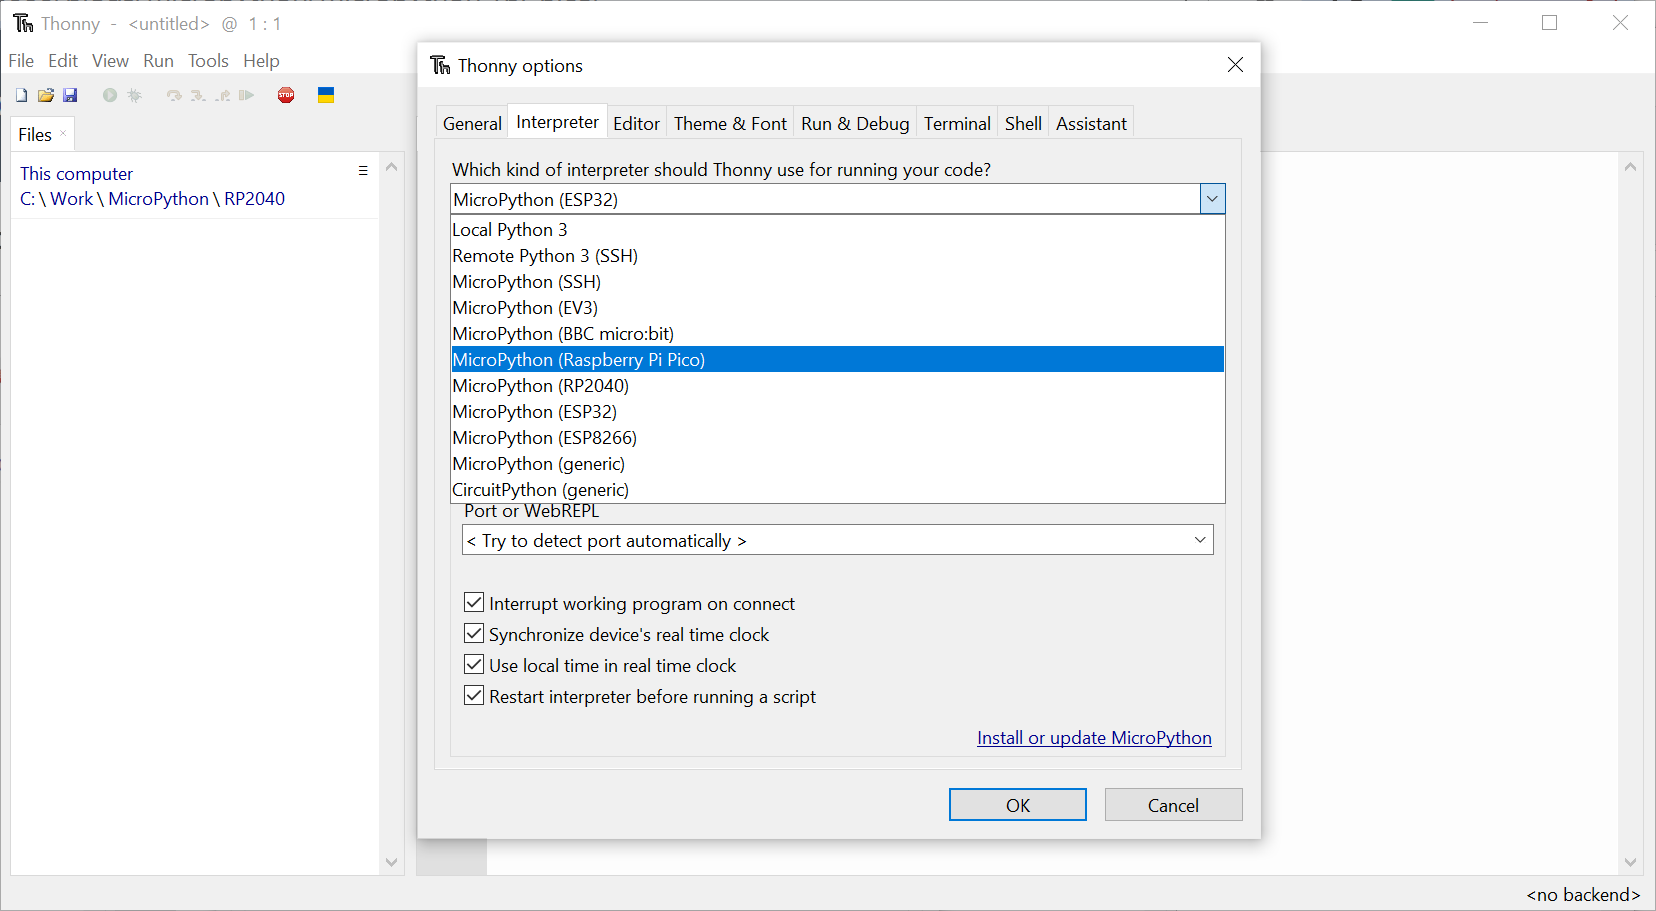 Thonny - <untitled> @ 1 : 1
File Edit View Run Tools Help
STOP
Files
This computer
C: \ Work \ MicroPython \ RP2040
Thonny options
General Interpreter Editor Theme & Font Run & Debug Terminal Shell Assistant
Which kind of interpreter should Thonny use for running your code?
MicroPython (ESP32)
Local Python 3
Remote Python 3 (SSH)
MicroPython (SSH)
MicroPython (EV3)
MicroPython (BBC micro:bit)
MicroPython (Raspberry Pi Pico)
MicroPython (RP2040)
MicroPython (ESP32)
MicroPython (ESP8266)
MicroPython (generic)
CircuitPython (generic)
Port or WebREPL
< Try to detect port automatically >
Interrupt working program on connect
Synchronize device's real time clock
Use local time in real time clock
Restart interpreter before running a script
Install or update MicroPython
OK Cancel
<no backend>